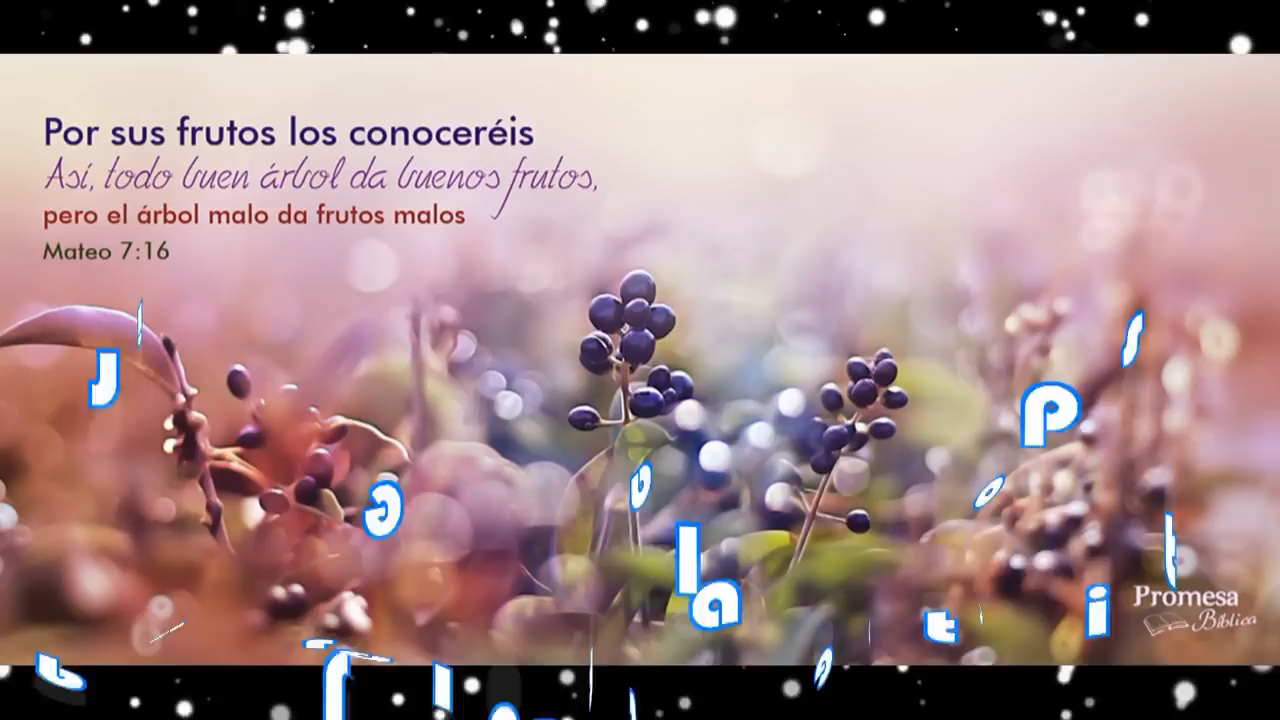 Por sus frutos los conoceréis
Así, todo buen árbol da buenos frutos,
pero el árbol malo da frutos malos
Mateo 7:16
Promesa
Bíblica